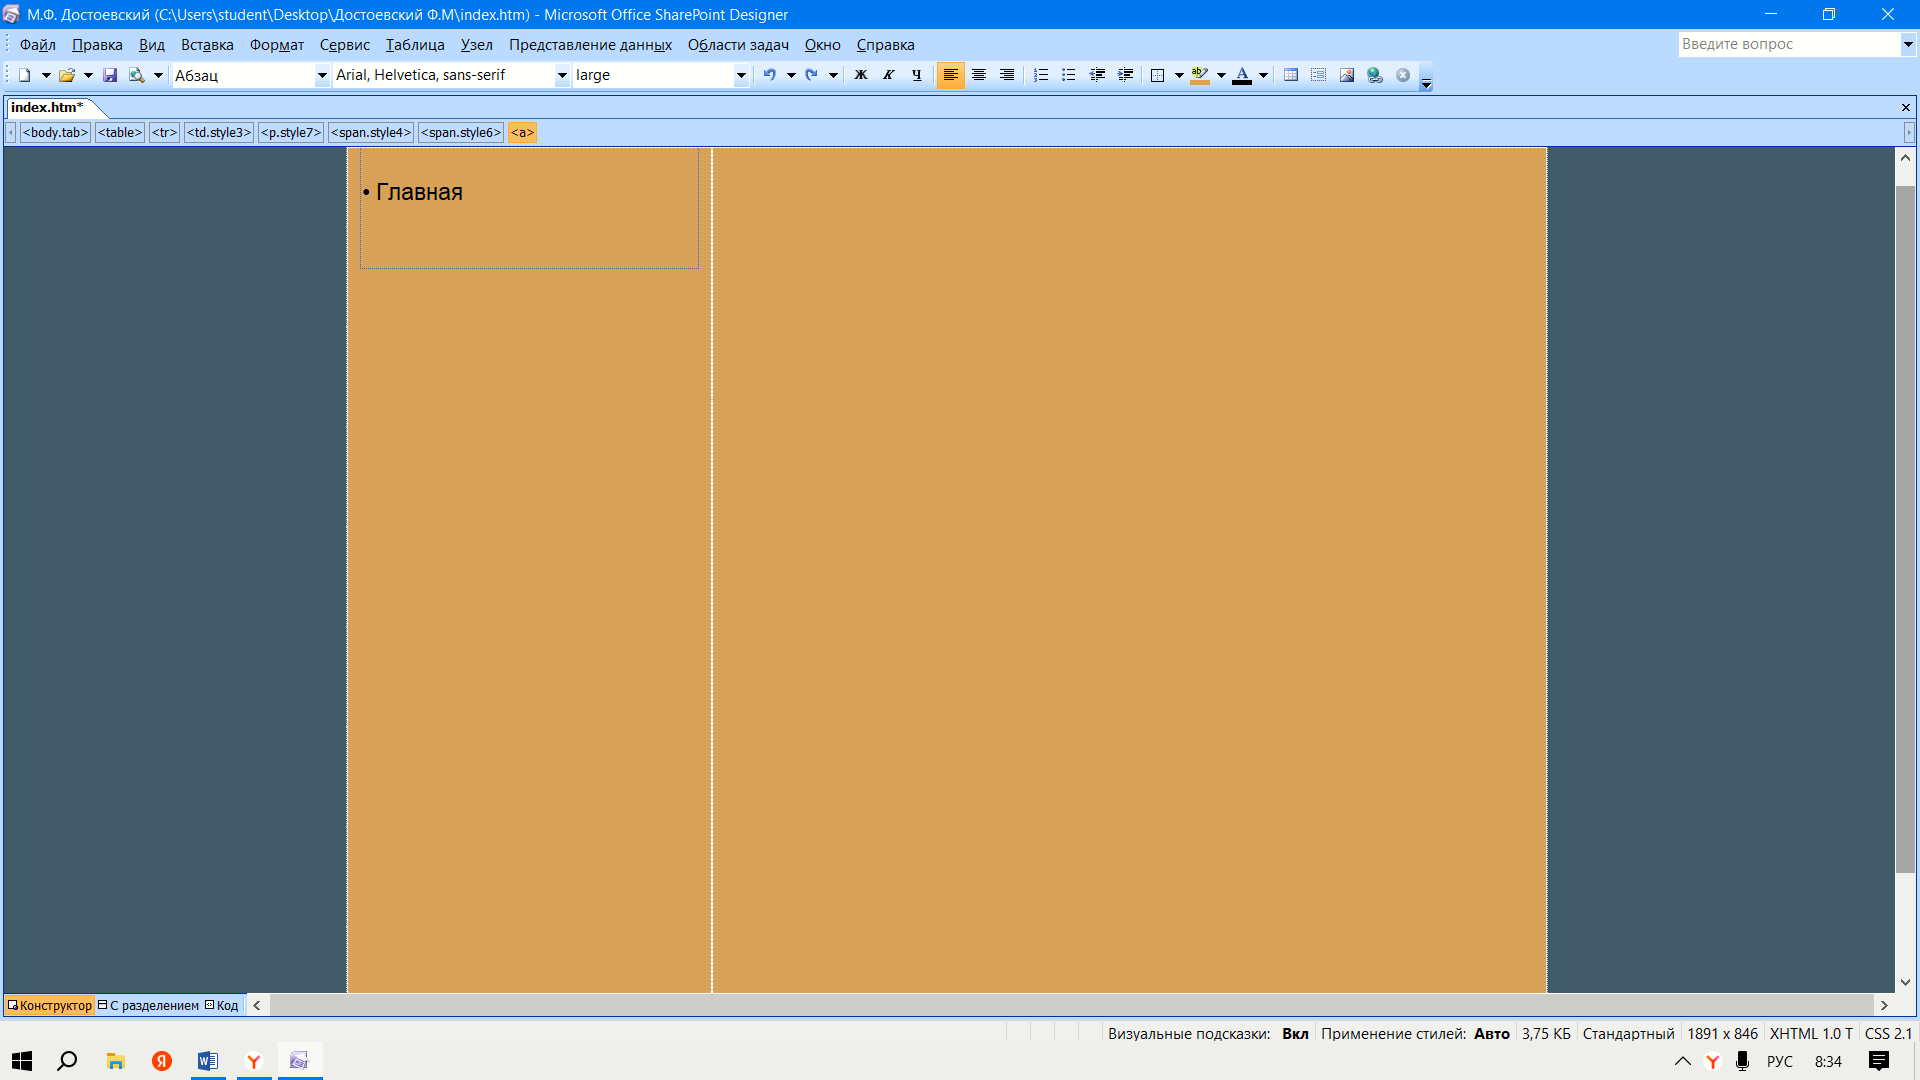 М.Ф. Достоевский (C:\Users\student\Desktop\Достоевский Ф.М\index.htm) - Microsoft Office SharePoint Designer
Файл Правка Вид Вставка Формат Сервис Таблица Узел Представление данных Области задач Окно Справка Введите вопрос
Абзац Arial, Helvetica, sans-serif large Ж К Ч ab A
index.htm*
<body.tab> <table> <tr> <td.style3> <p.style7> <span.style4> <span.style6> <a>
• Главная
Конструктор С разделением Код
Визуальные подсказки: Вкл Применение стилей: Авто 3,75 КБ Стандартный 1891 x 846 XHTML 1.0 T CSS 2.1
Я W Y Y РУС 8:34